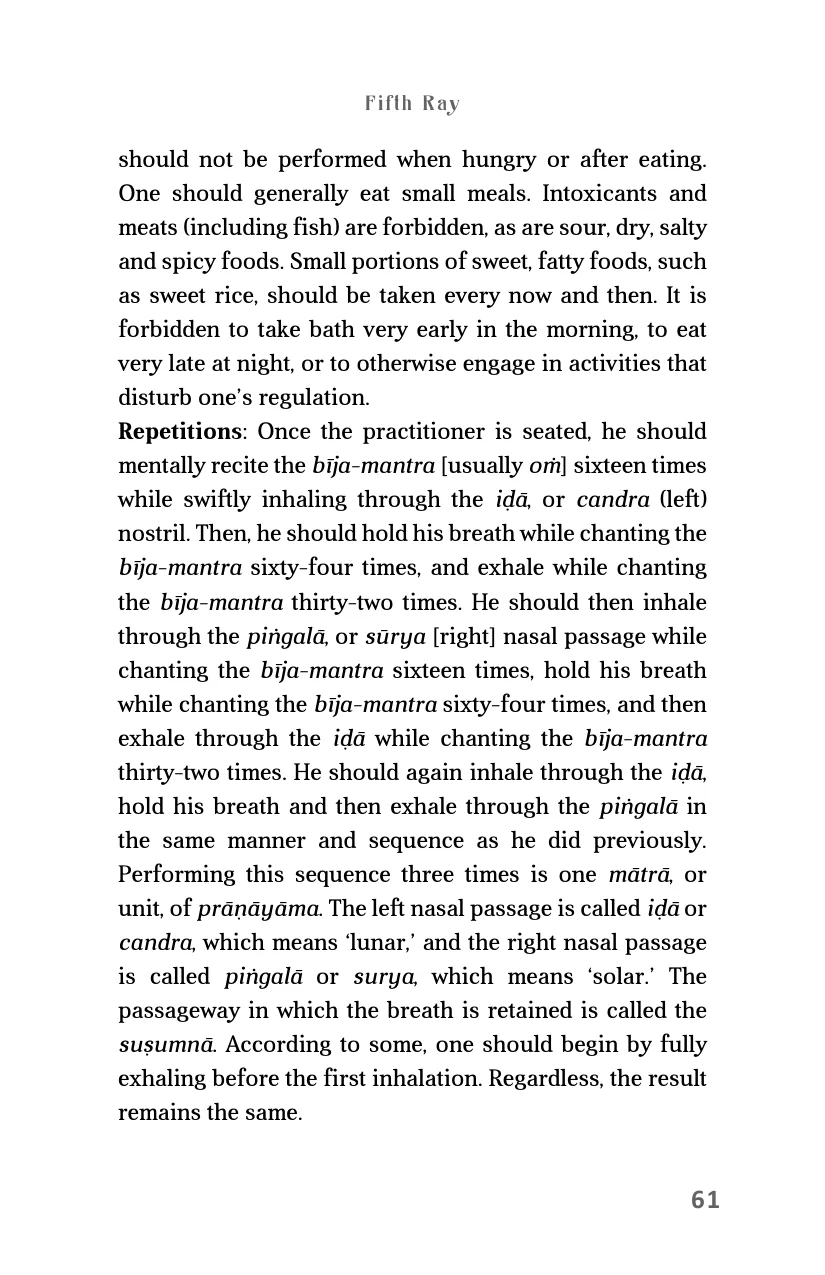 Fifth Ray
should not be performed when hungry or after eating.
One should generally eat small meals. Intoxicants and
meats (including fish) are forbidden, as are sour, dry, salty
and spicy foods. Small portions of sweet, fatty foods, such
as sweet rice, should be taken every now and then. It is
forbidden to take bath very early in the morning, to eat
very late at night, or to otherwise engage in activities that
disturb one’s regulation.
Repetitions: Once the practitioner is seated, he should
mentally recite the bīja-mantra [usually oṁ] sixteen times
while swiftly inhaling through the iḍā, or candra (left)
nostril. Then, he should hold his breath while chanting the
bīja-mantra sixty-four times, and exhale while chanting
the bīja-mantra thirty-two times. He should then inhale
through the piṅgalā, or sūrya [right] nasal passage while
chanting the bīja-mantra sixteen times, hold his breath
while chanting the bīja-mantra sixty-four times, and then
exhale through the iḍā while chanting the bīja-mantra
thirty-two times. He should again inhale through the iḍā,
hold his breath and then exhale through the piṅgalā in
the same manner and sequence as he did previously.
Performing this sequence three times is one mātrā, or
unit, of prāṇāyāma. The left nasal passage is called iḍā or
candra, which means ‘lunar,’ and the right nasal passage
is called piṅgalā or surya, which means ‘solar.’ The
passageway in which the breath is retained is called the
suṣumnā. According to some, one should begin by fully
exhaling before the first inhalation. Regardless, the result
remains the same.
61